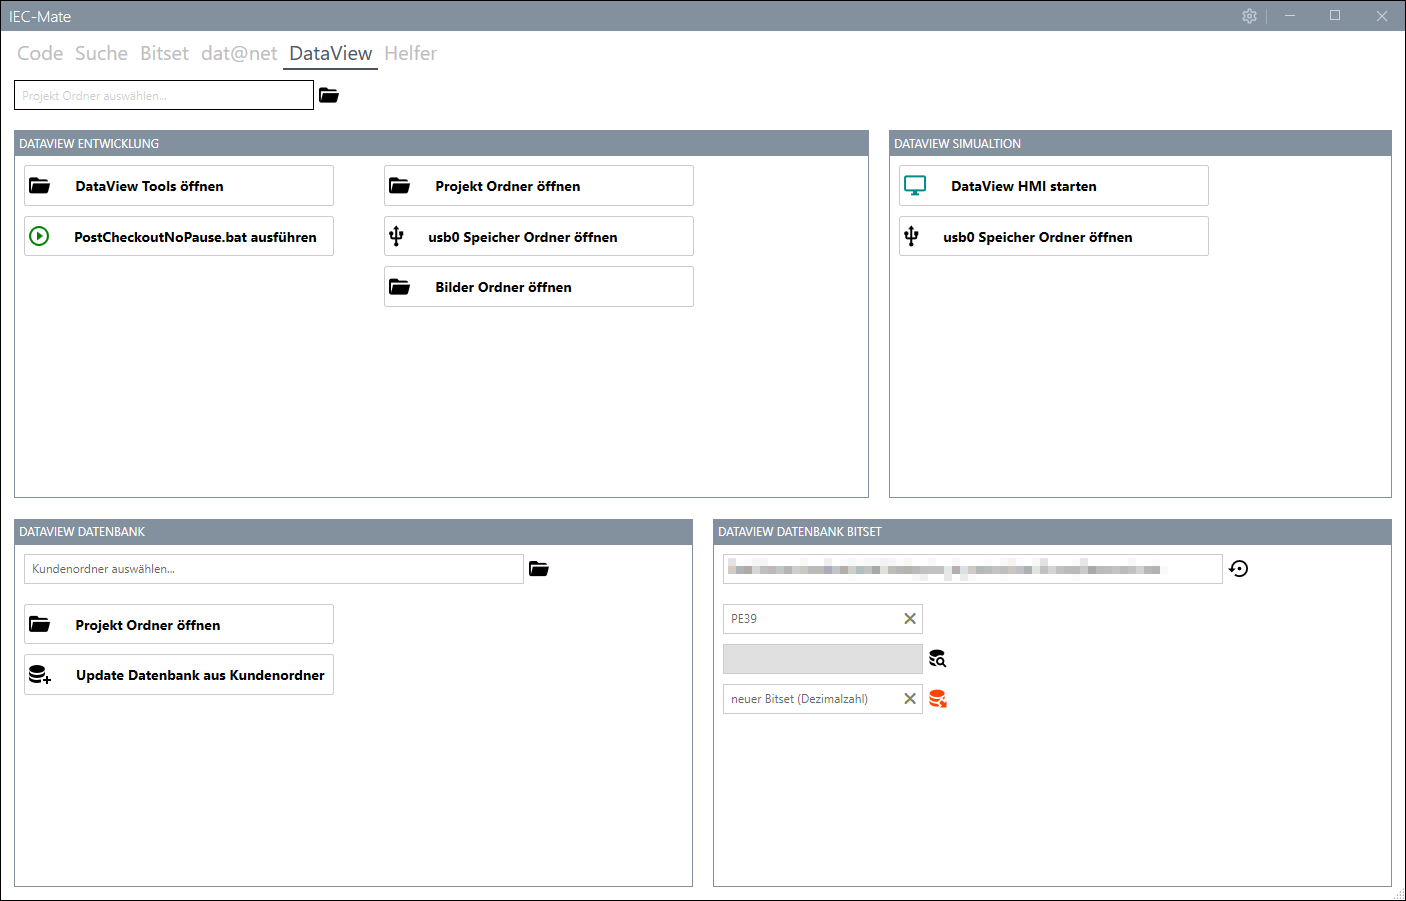 IEC-Mate
Code Suche Bitset dat@net DataView Helfer
Projekt Ordner auswählen...
DATAVIEW ENTWICKLUNG
DataView Tools öffnen
Projekt Ordner öffnen
PostCheckoutNoPause.bat ausführen
usb0 Speicher Ordner öffnen
Bilder Ordner öffnen
DATAVIEW SIMUALTION
DataView HMI starten
usb0 Speicher Ordner öffnen
DATAVIEW DATENBANK
Kundenordner auswählen...
Projekt Ordner öffnen
Update Datenbank aus Kundenordner
DATAVIEW DATENBANK BITSET
PE39
neuer Bitset (Dezimalzahl)